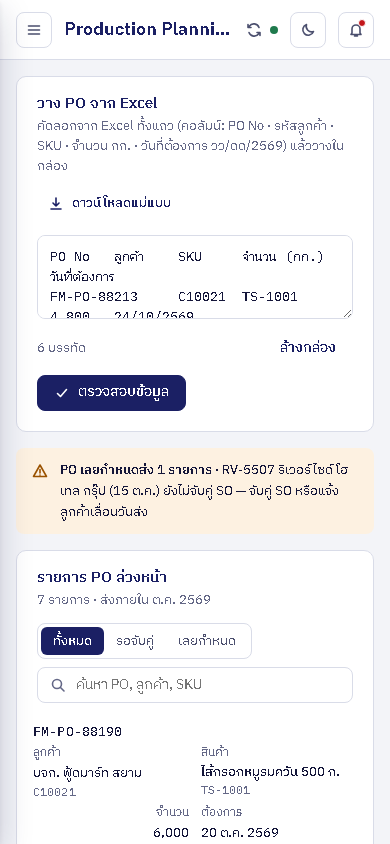 Production Planni...
วาง PO จาก Excel
คัดลอกจาก Excel ทั้งแถว (คอลัมน์: PO No · รหัสลูกค้า ·
SKU · จำนวน กก. · วันที่ต้องการ วว/ดด/2569) แล้ววางใน
กล่อง
ดาวน์โหลดแม่แบบ
PO No ลูกค้า SKU จำนวน (กก.)
วันที่ต้องการ
FM-PO-88213 C10021 TS-1001
4,800 24/10/2569
6 บรรทัด
ล้างกล่อง
ตรวจสอบข้อมูล
PO เลยกำหนดส่ง 1 รายการ · RV-5507 ริเวอร์ไซด์ โฮ
เทล กรุ๊ป (15 ต.ค.) ยังไม่จับคู่ SO — จับคู่ SO หรือแจ้ง
ลูกค้าเลื่อนวันส่ง
รายการ PO ล่วงหน้า
7 รายการ · ส่งภายใน ต.ค. 2569
ทั้งหมด รอจับคู่ เลยกำหนด
ค้นหา PO, ลูกค้า, SKU
FM-PO-88190
ลูกค้า สินค้า
บจก. ฟู้ดมาร์ท สยาม ไส้กรอกหมูรมควัน 500 ก.
C10021 TS-1001
จำนวน ต้องการ
6,000 20 ต.ค. 2569